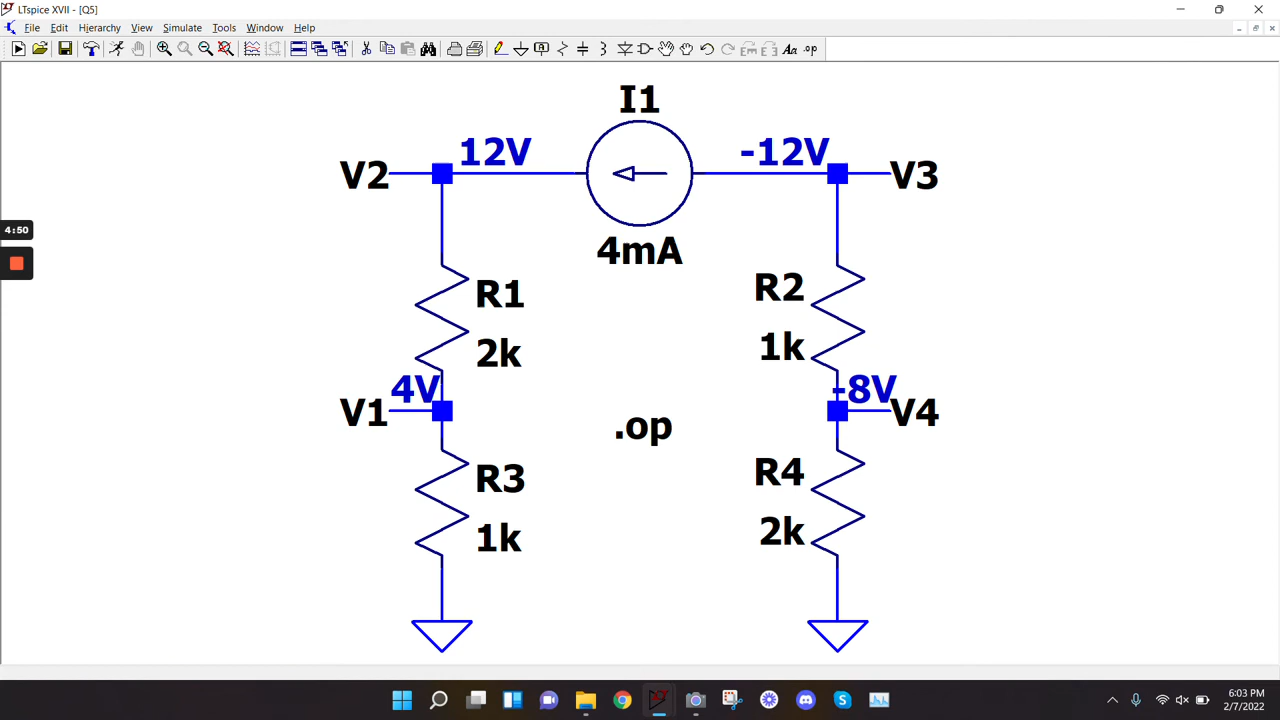 LTspice XVII - [Q5]
File Edit Hierarchy View Simulate Tools Window Help
Aa .op
I1
12V -12V
V2 V3
4:50
4mA
R1 R2
2k 1k
4V -8V
V1 V4
.op
R3 R4
1k 2k
6:03 PM
2/7/2022